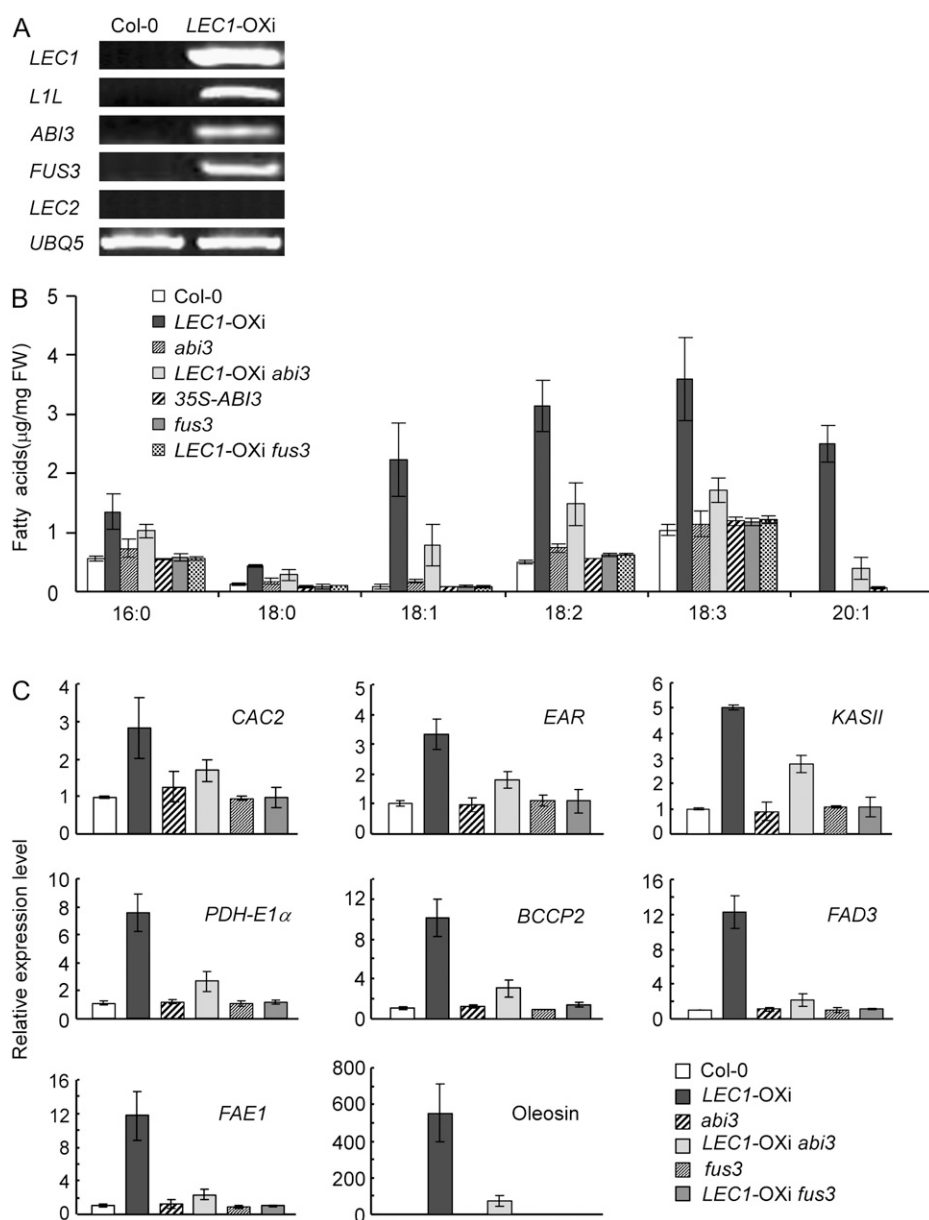 A
Col-0 LEC1-OXi
LEC1
L1L
ABI3
FUS3
LEC2
UBQ5
B
Fatty acids(μg/mg FW)
5
4
3
2
1
0
Col-0
LEC1-OXi
abi3
LEC1-OXi abi3
35S-ABI3
fus3
LEC1-OXi fus3
16:0 18:0 18:1 18:2 18:3 20:1
C
Relative expression level
4
3
2
1
0
CAC2
5
4
3
2
1
0
EAR
6
5
4
3
2
1
0
KASII
10
8
6
4
2
0
PDH-E1α
12
8
4
0
BCCP2
16
12
8
4
0
FAD3
16
12
8
4
0
FAE1
800
600
400
200
0
Oleosin
Col-0
LEC1-OXi
abi3
LEC1-OXi abi3
fus3
LEC1-OXi fus3